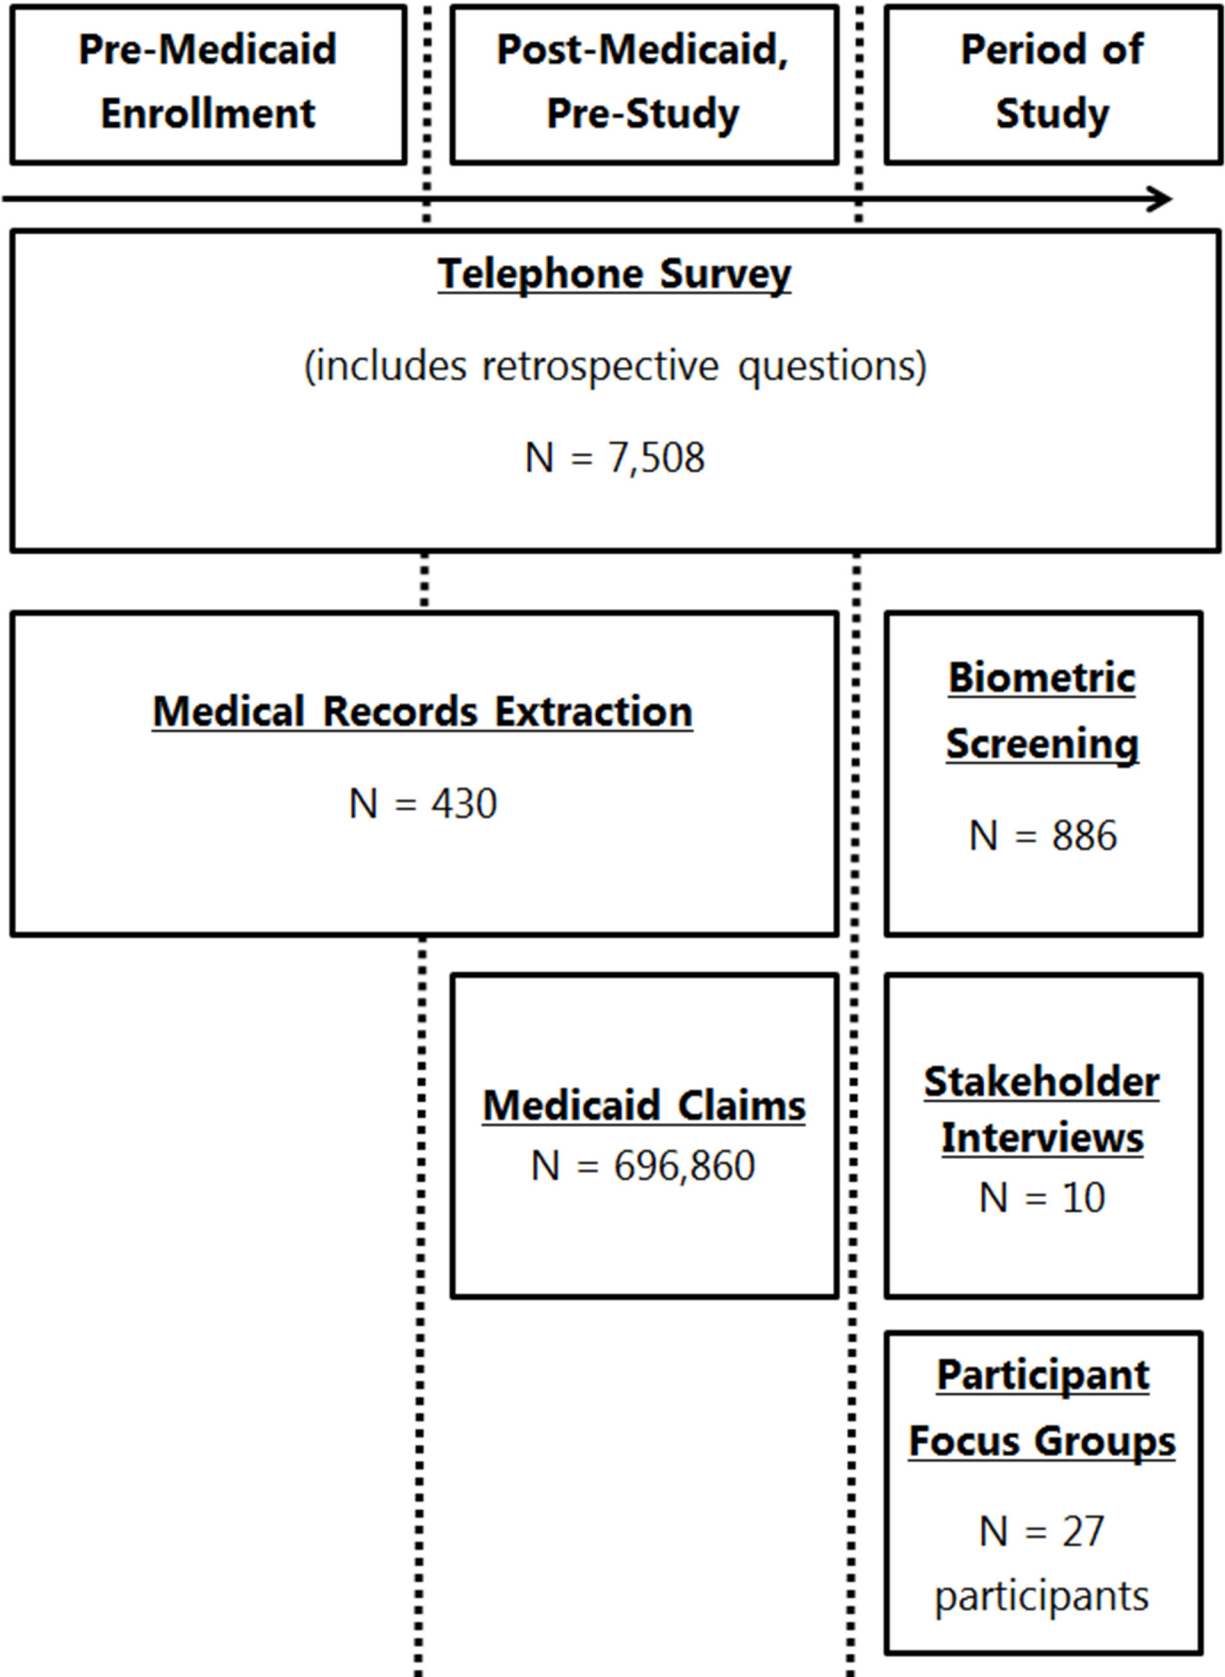 Pre-Medicaid
Enrollment
Post-Medicaid,
Pre-Study
Period of
Study
Telephone Survey
(includes retrospective questions)
N = 7,508
Medical Records Extraction
N = 430
Biometric
Screening
N = 886
Medicaid Claims
N = 696,860
Stakeholder
Interviews
N = 10
Participant
Focus Groups
N = 27
participants